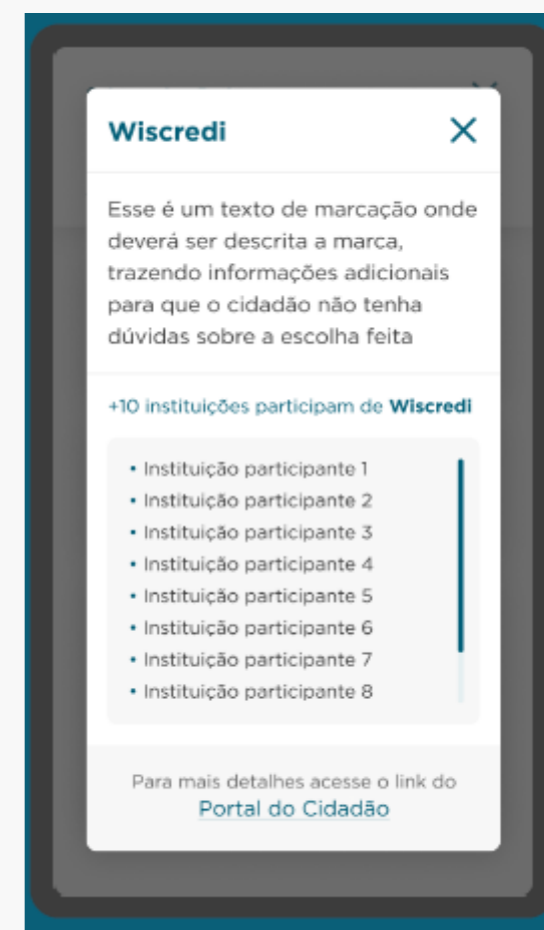 Wiscredi
Esse é um texto de marcação onde
deverá ser descrita a marca,
trazendo informações adicionais
para que o cidadão não tenha
dúvidas sobre a escolha feita
+10 instituições participam de Wiscredi
• Instituição participante 1
• Instituição participante 2
• Instituição participante 3
• Instituição participante 4
• Instituição participante 5
• Instituição participante 6
• Instituição participante 7
• Instituição participante 8
Para mais detalhes acesse o link do
Portal do Cidadão